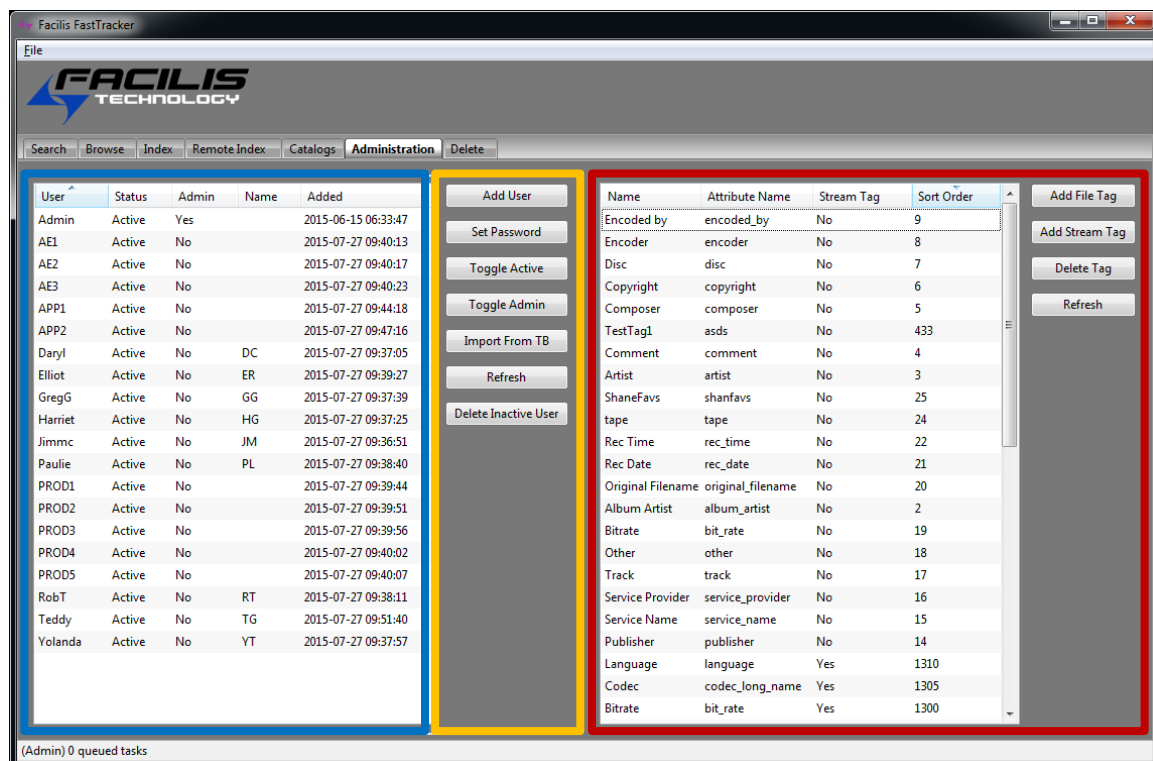 Facilis FastTracker
File
FACILIS
TECHNOLOGY
Search Browse Index Remote Index Catalogs Administration Delete
User Status Admin Name Added
Admin Active Yes 2015-06-15 06:33:47
AE1 Active No 2015-07-27 09:40:13
AE2 Active No 2015-07-27 09:40:17
AE3 Active No 2015-07-27 09:40:23
APP1 Active No 2015-07-27 09:44:18
APP2 Active No 2015-07-27 09:47:16
Daryl Active No DC 2015-07-27 09:37:05
Elliot Active No ER 2015-07-27 09:39:27
GregG Active No GG 2015-07-27 09:37:39
Harriet Active No HG 2015-07-27 09:37:25
Jimmc Active No JM 2015-07-27 09:36:51
Paulie Active No PL 2015-07-27 09:38:40
PROD1 Active No 2015-07-27 09:39:44
PROD2 Active No 2015-07-27 09:39:51
PROD3 Active No 2015-07-27 09:39:56
PROD4 Active No 2015-07-27 09:40:02
PROD5 Active No 2015-07-27 09:40:07
RobT Active No RT 2015-07-27 09:38:11
Teddy Active No TG 2015-07-27 09:51:40
Yolanda Active No YT 2015-07-27 09:37:57
Add User
Set Password
Toggle Active
Toggle Admin
Import From TB
Refresh
Delete Inactive User
Name Attribute Name Stream Tag Sort Order
Encoded by encoded_by No 9
Encoder encoder No 8
Disc disc No 7
Copyright copyright No 6
Composer composer No 5
TestTag1 asds No 433
Comment comment No 4
Artist artist No 3
ShaneFavs shanfavs No 25
tape tape No 24
Rec Time rec_time No 22
Rec Date rec_date No 21
Original Filename original_filename No 20
Album Artist album_artist No 2
Bitrate bit_rate No 19
Other other No 18
Track track No 17
Service Provider service_provider No 16
Service Name service_name No 15
Publisher publisher No 14
Language language Yes 1310
Codec codec_long_name Yes 1305
Bitrate bit_rate Yes 1300
Add File Tag
Add Stream Tag
Delete Tag
Refresh
(Admin) 0 queued tasks